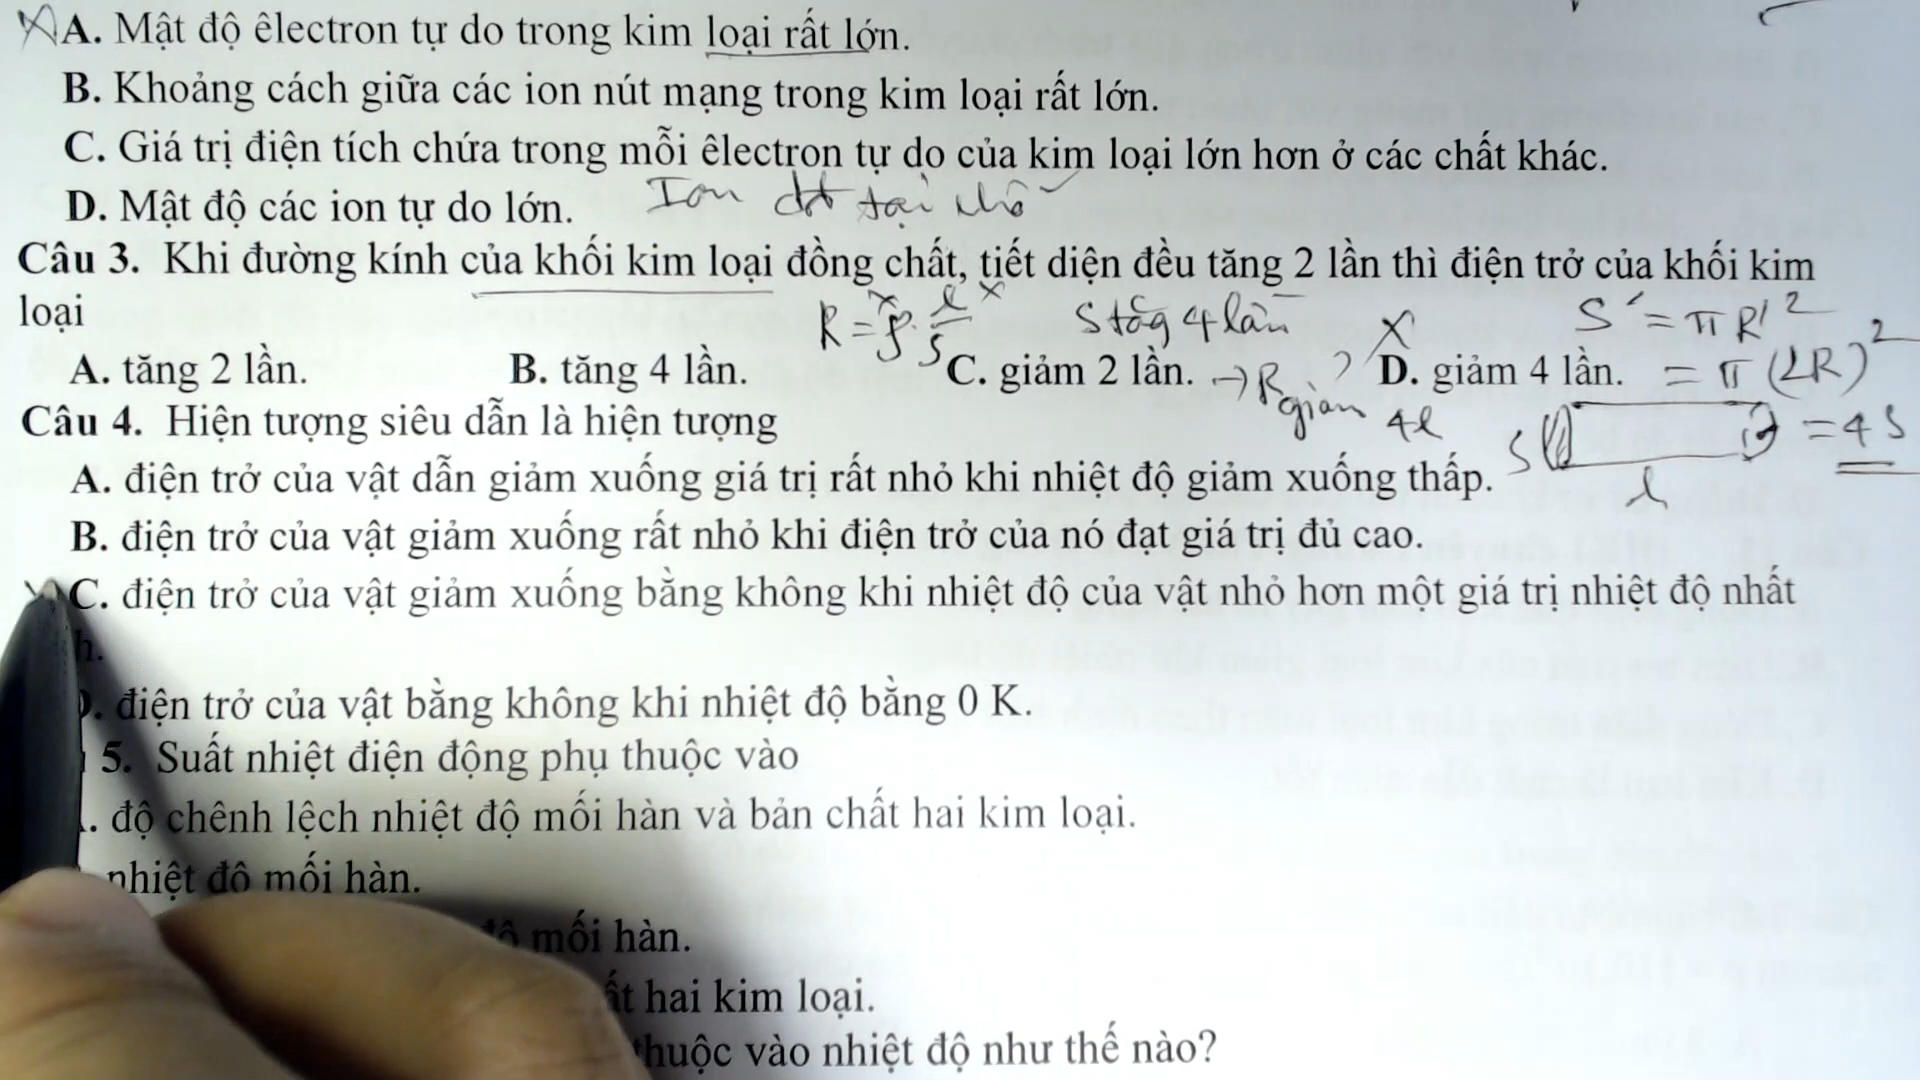 A. Mật độ êlectron tự do trong kim loại rất lớn.
B. Khoảng cách giữa các ion nút mạng trong kim loại rất lớn.
C. Giá trị điện tích chứa trong mỗi êlectron tự do của kim loại lớn hơn ở các chất khác.
D. Mật độ các ion tự do lớn. Ion tại chỗ
Câu 3. Khi đường kính của khối kim loại đồng chất, tiết diện đều tăng 2 lần thì điện trở của khối kim
loại R = ρ. l/S S tăng 4 lần S' = π R'²
A. tăng 2 lần. B. tăng 4 lần. C. giảm 2 lần. → R giảm 4l D. giảm 4 lần. = π (2R)²
Câu 4. Hiện tượng siêu dẫn là hiện tượng S l = 4S
A. điện trở của vật dẫn giảm xuống giá trị rất nhỏ khi nhiệt độ giảm xuống thấp.
B. điện trở của vật giảm xuống rất nhỏ khi điện trở của nó đạt giá trị đủ cao.
C. điện trở của vật giảm xuống bằng không khi nhiệt độ của vật nhỏ hơn một giá trị nhiệt độ nhất
h.
D. điện trở của vật bằng không khi nhiệt độ bằng 0 K.
5. Suất nhiệt điện động phụ thuộc vào
độ chênh lệch nhiệt độ mối hàn và bản chất hai kim loại.
nhiệt độ mối hàn.
mối hàn.
hai kim loại.
thuộc vào nhiệt độ như thế nào?